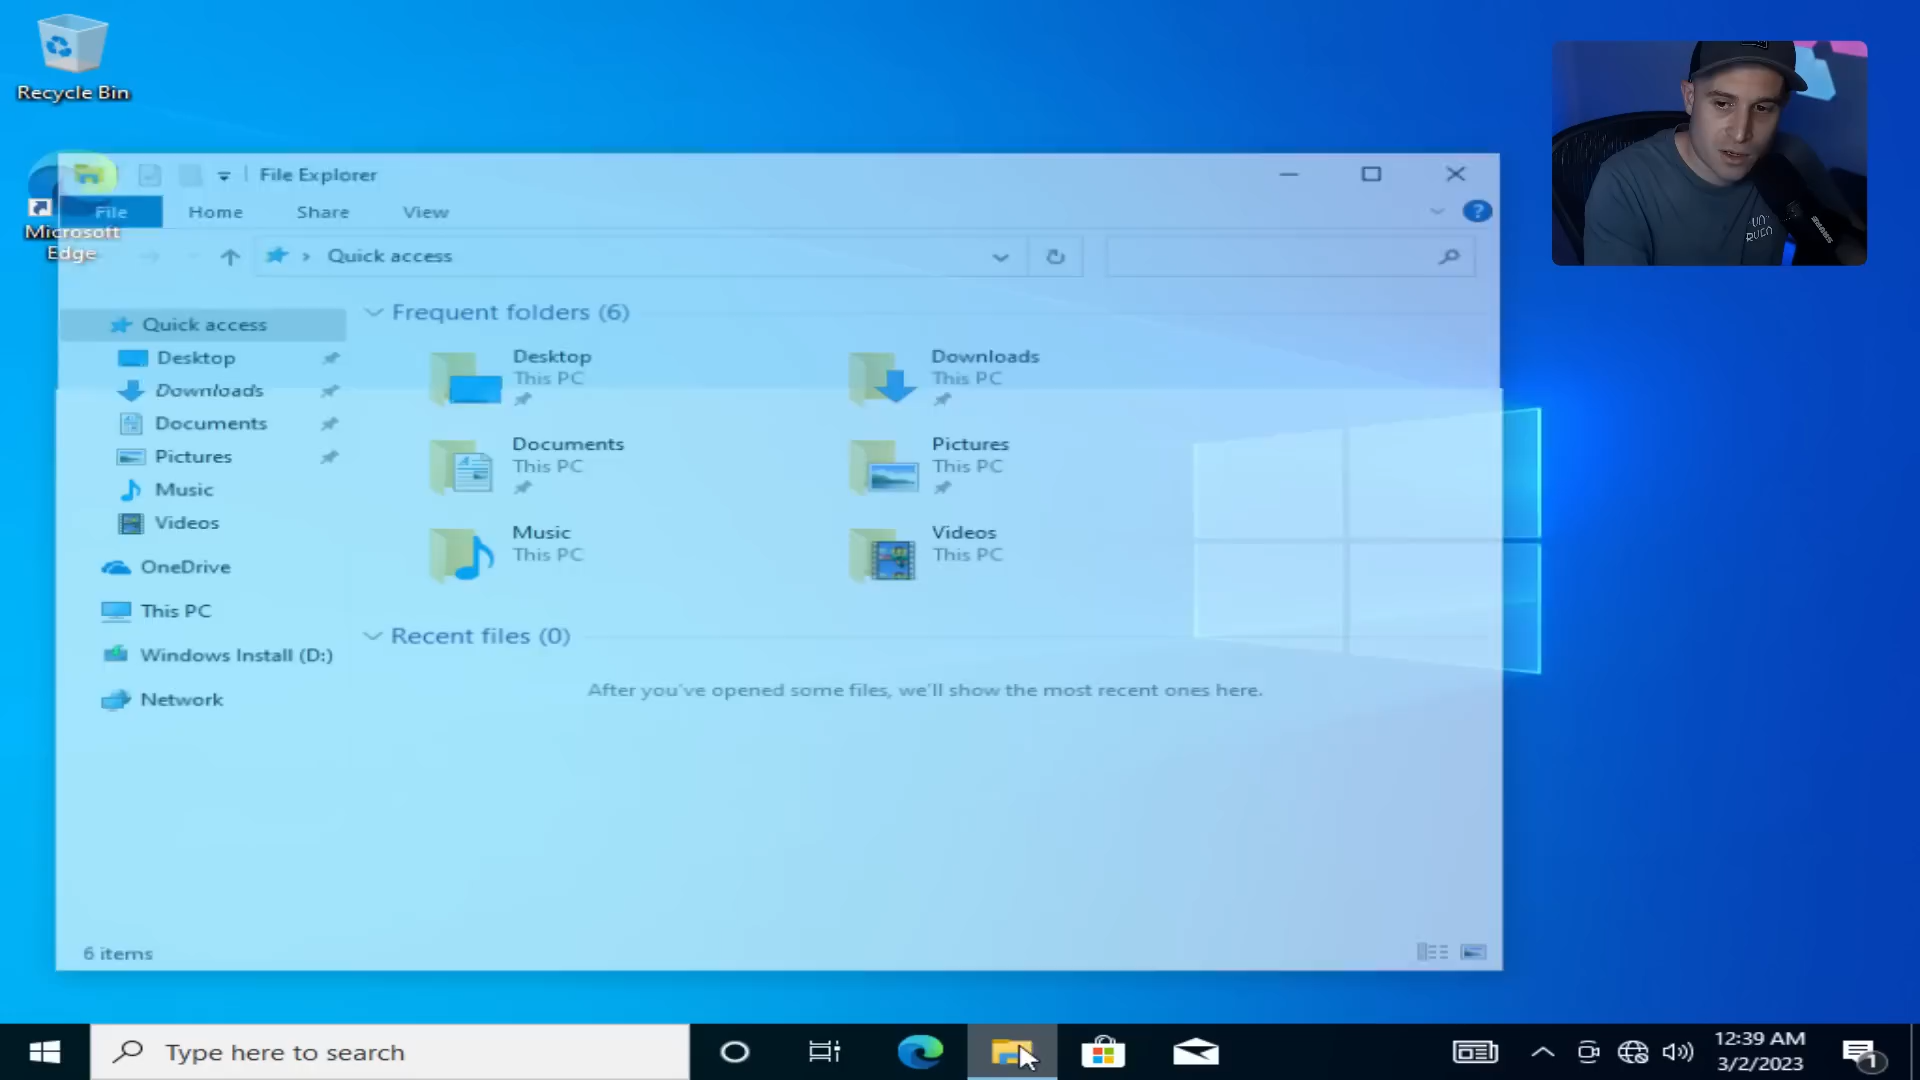 Recycle Bin
Microsoft
Edge
File Explorer
File
Home
Share
View
?
Quick access
Quick access
Desktop
Downloads
Documents
Pictures
Music
Videos
OneDrive
This PC
Windows Install (D:)
Network
Frequent folders (6)
Desktop
This PC
Downloads
This PC
Documents
This PC
Pictures
This PC
Music
This PC
Videos
This PC
Recent files (0)
After you've opened some files, we'll show the most recent ones here.
6 items
Type here to search
12:39 AM
3/2/2023
1